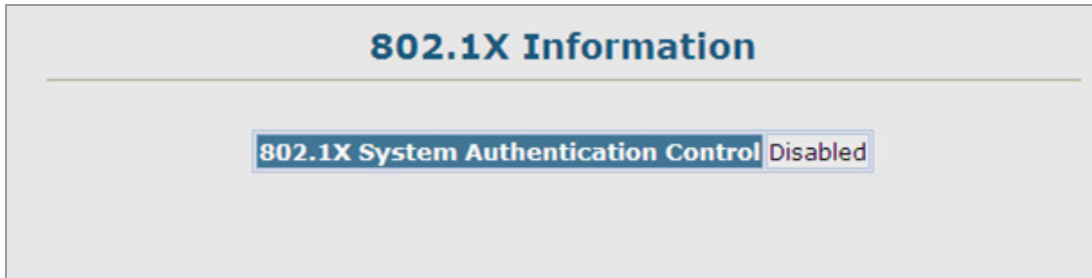 802.1X Information
802.1X System Authentication Control Disabled